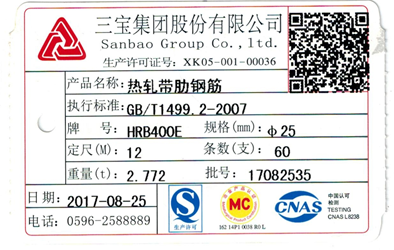 三宝集团股份有限公司
Sanbao Group Co.,ltd.
生产许可证号: XK05-001-00036
产品名称: 热轧带肋钢筋
执行标准: GB/T1499.2-2007
牌 号 HRB400E 规格(mm): φ25
定尺(M) 12 条数(支): 60
重量(t) 2.772 批号: 17082535
日期: 2017-08-25
电话: 0596-2588889
QS
生产许可
MC
162 14P1 0038 R0L
CNAS
中国认可
检测
TESTING
CNAS L8238